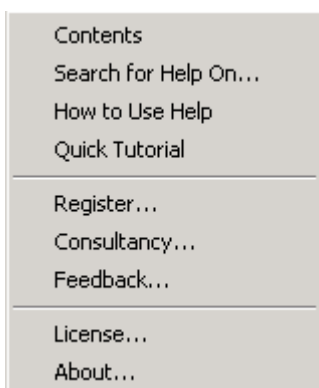 Contents
Search for Help On...
How to Use Help
Quick Tutorial
Register...
Consultancy...
Feedback...
License...
About...